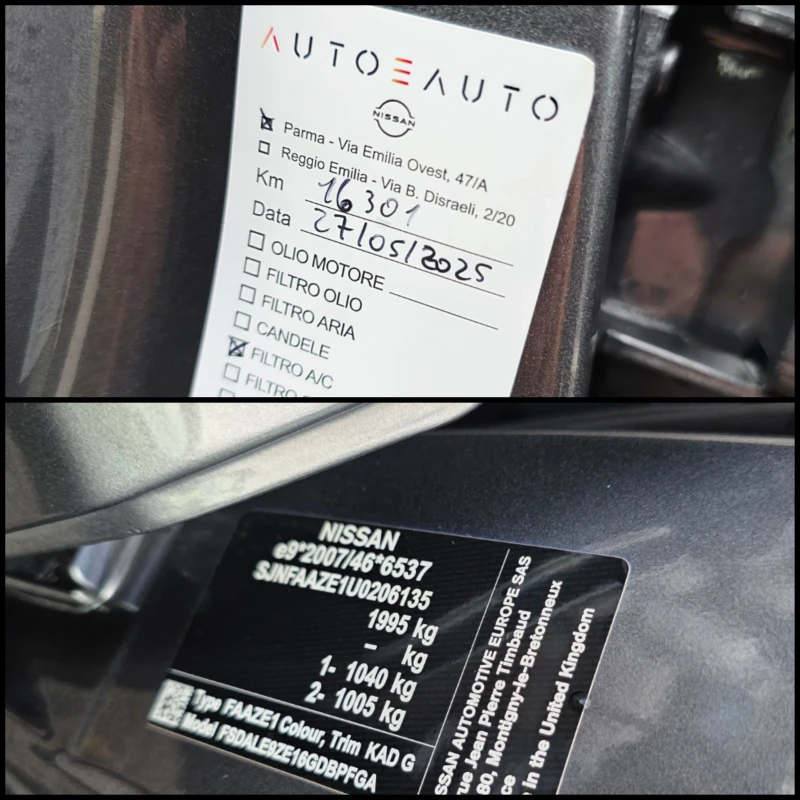 AUTOEAUTO
NISSAN
Parma - Via Emilia Ovest, 47/A
Reggio Emilia - Via B. Disraeli, 2/20
Km 16301
Data 27/05/2025
OLIO MOTORE
FILTRO OLIO
FILTRO ARIA
CANDELE
FILTRO A/C
FILTRO
NISSAN
e9*2007/46*6537
SJNFAAZE1U0206135
1995 kg
- kg
1- 1040 kg
2- 1005 kg
Type FAAZE1 Colour, Trim KAD G
Model FSDALE9ZE16GDBPFGA
NISSAN AUTOMOTIVE EUROPE SAS
rue Jean Pierre Timbaud
80, Montigny-le-Bretonneux
in the United Kingdom